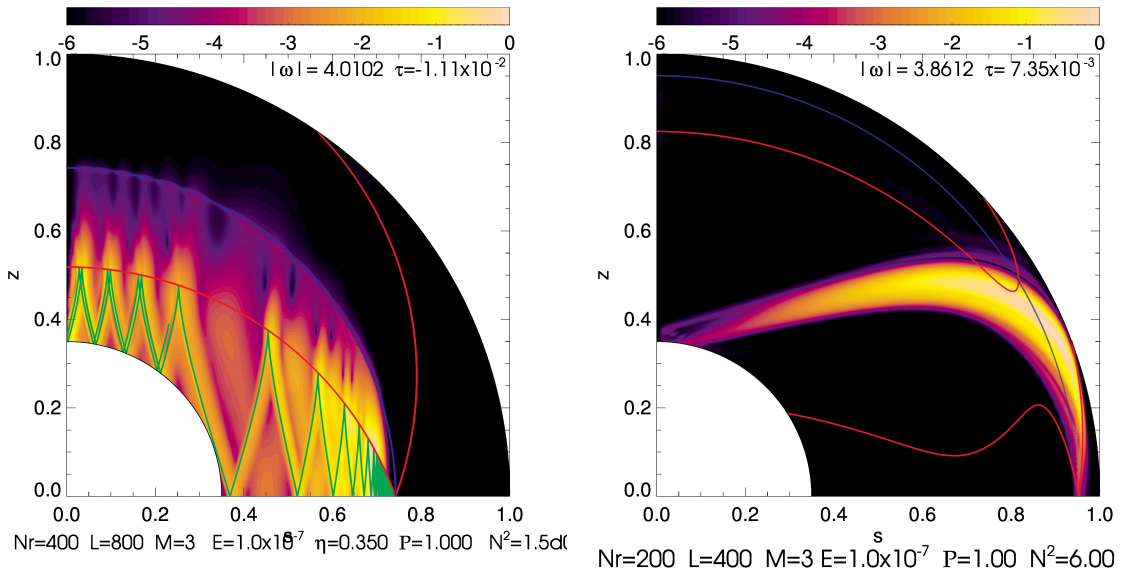 -6 -5 -4 -3 -2 -1 0
|ω| = 4.0102 τ=-1.11x10-2
1.0
0.8
0.6
z
0.4
0.2
0.0
0.0 0.2 0.4 0.6 0.8 1.0
s
Nr=400 L=800 M=3 E=1.0x10-7 η=0.350 P=1.000 N2=1.5d0
-6 -5 -4 -3 -2 -1 0
|ω| = 3.8612 τ= 7.35x10-3
1.0
0.8
0.6
z
0.4
0.2
0.0
0.0 0.2 0.4 0.6 0.8 1.0
s
Nr=200 L=400 M=3 E=1.0x10-7 P=1.00 N2=6.00